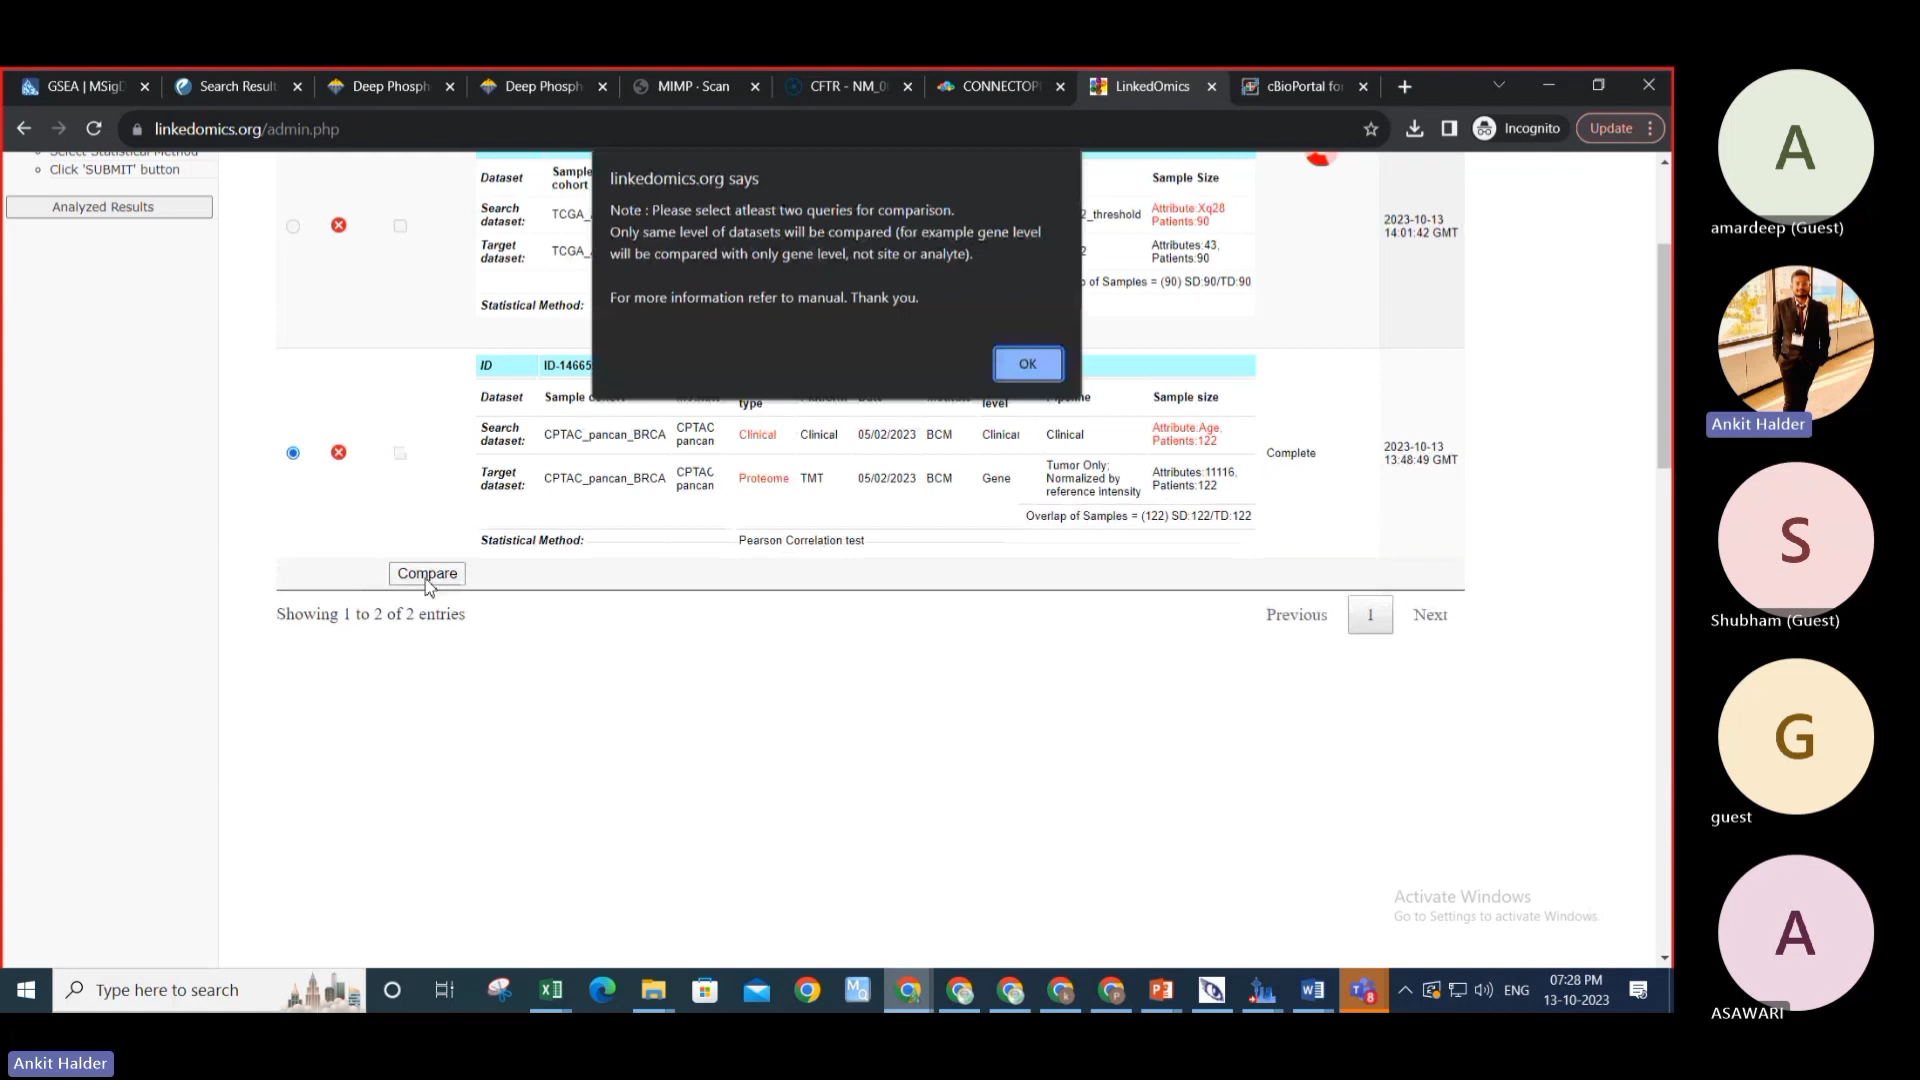 GSEA | MSigD
Search Result
Deep Phosph
Deep Phosph
MIMP · Scan
CFTR - NM_0
CONNECTOP
LinkedOmics
cBioPortal fo
linkedomics.org/admin.php
Incognito
Update
Select Statistical Method
Click 'SUBMIT' button
Analyzed Results
linkedomics.org says
Note : Please select atleast two queries for comparison.
Only same level of datasets will be compared (for example gene level
will be compared with only gene level, not site or analyte).
For more information refer to manual. Thank you.
OK
Dataset
Sample
cohort
Sample Size
Search
dataset:
TCGA_
2_threshold
Attribute:Xq28
Patients:90
2023-10-13
14:01:42 GMT
Target
dataset:
TCGA_
2
Attributes:43,
Patients:90
of Samples = (90) SD:90/TD:90
Statistical Method:
ID
ID-14665
Dataset
Sample
type
level
Sample size
Search
dataset:
CPTAC_pancan_BRCA
CPTAC
pancan
Clinical
Clinical
05/02/2023
BCM
Clinical
Clinical
Attribute:Age,
Patients:122
Complete
2023-10-13
13:48:49 GMT
Target
dataset:
CPTAC_pancan_BRCA
CPTAC
pancan
Proteome
TMT
05/02/2023
BCM
Gene
Tumor Only;
Normalized by
reference intensity
Attributes:11116,
Patients:122
Overlap of Samples = (122) SD:122/TD:122
Statistical Method:
Pearson Correlation test
Compare
Showing 1 to 2 of 2 entries
Previous
1
Next
Activate Windows
Go to Settings to activate Windows.
Type here to search
ENG
07:28 PM
13-10-2023
A
amardeep (Guest)
Ankit Halder
S
Shubham (Guest)
G
guest
A
ASAWARI
Ankit Halder